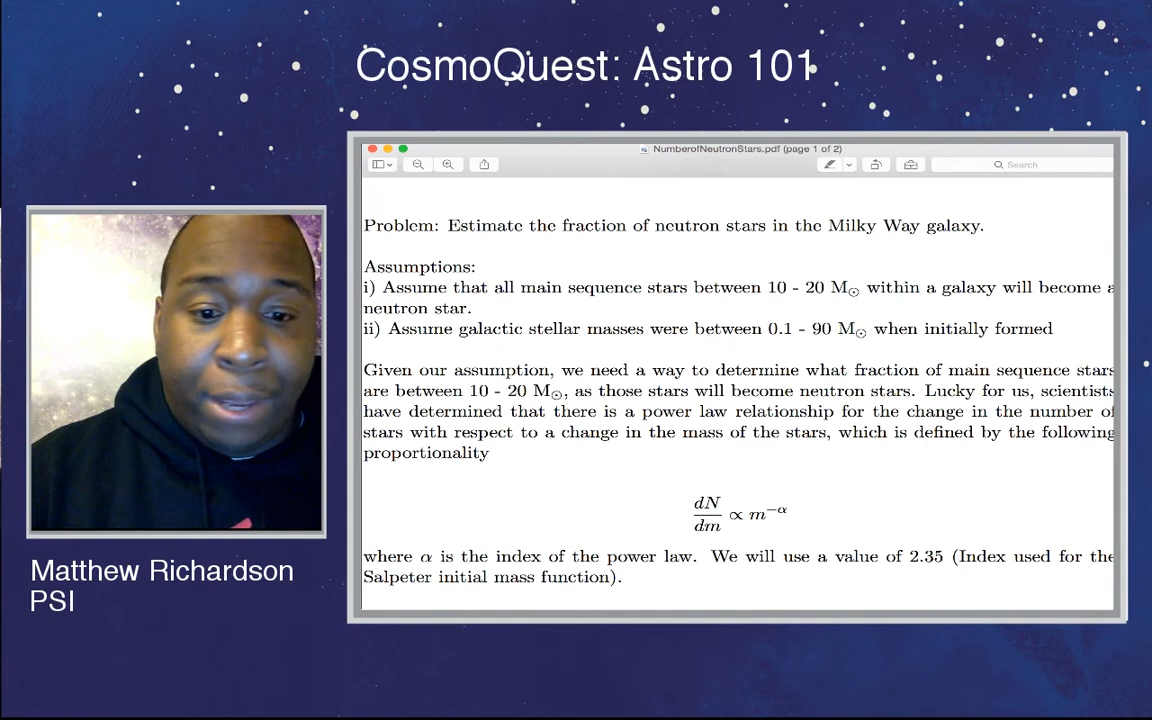 CosmoQuest: Astro 101
NumberofNeutronStars.pdf (page 1 of 2)
Search
Problem: Estimate the fraction of neutron stars in the Milky Way galaxy.
Assumptions:
i) Assume that all main sequence stars between 10 - 20 M☉ within a galaxy will become a
neutron star.
ii) Assume galactic stellar masses were between 0.1 - 90 M☉ when initially formed
Given our assumption, we need a way to determine what fraction of main sequence stars
are between 10 - 20 M☉, as those stars will become neutron stars. Lucky for us, scientists
have determined that there is a power law relationship for the change in the number of
stars with respect to a change in the mass of the stars, which is defined by the following
proportionality
dN/dm ∝ m^−α
where α is the index of the power law. We will use a value of 2.35 (Index used for the
Salpeter initial mass function).
Matthew Richardson
PSI